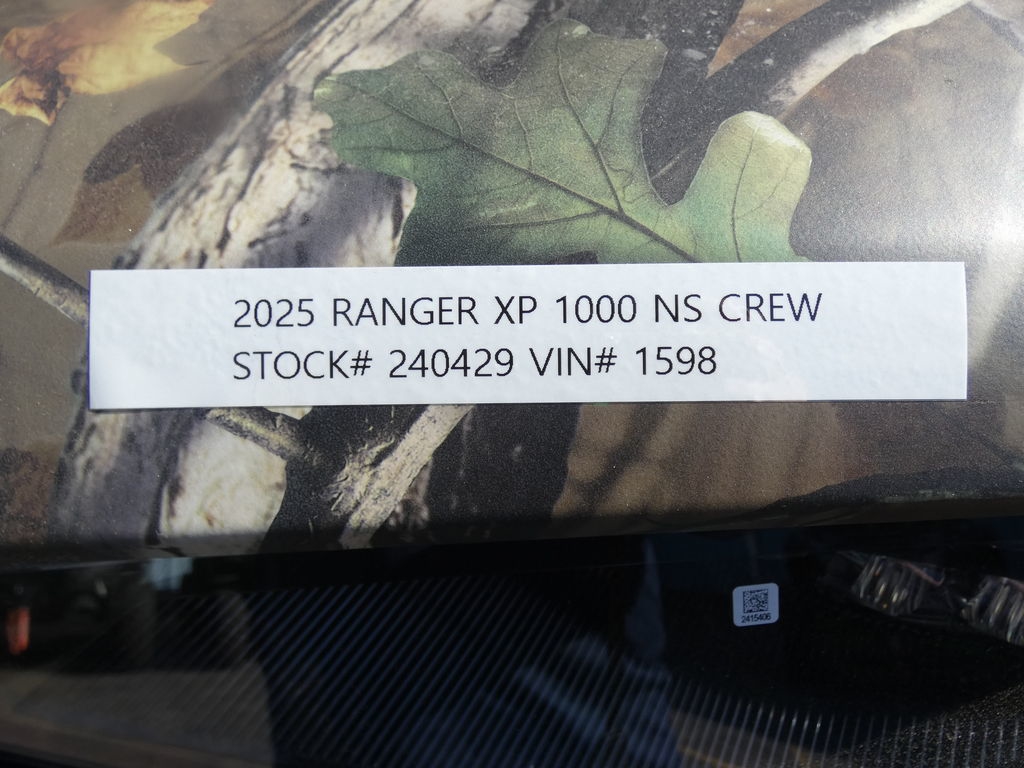 2025 RANGER XP 1000 NS CREW
STOCK# 240429 VIN# 1598
2415406